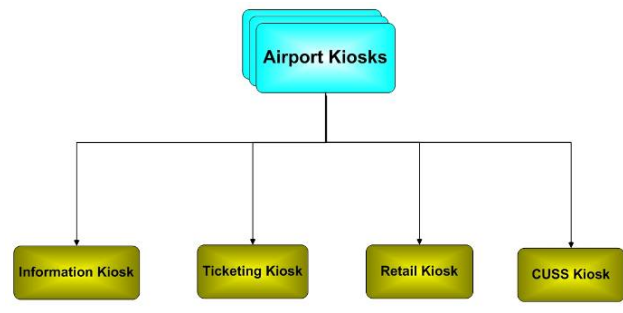 Airport Kiosks
Information Kiosk
Ticketing Kiosk
Retail Kiosk
CUSS Kiosk